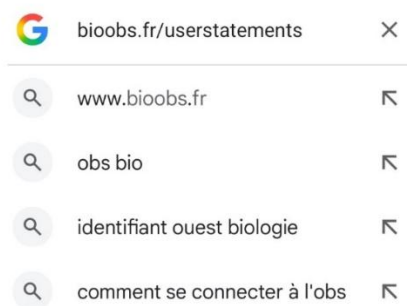 bioobs.fr/userstatements
www.bioobs.fr
obs bio
identifiant ouest biologie
comment se connecter à l'obs